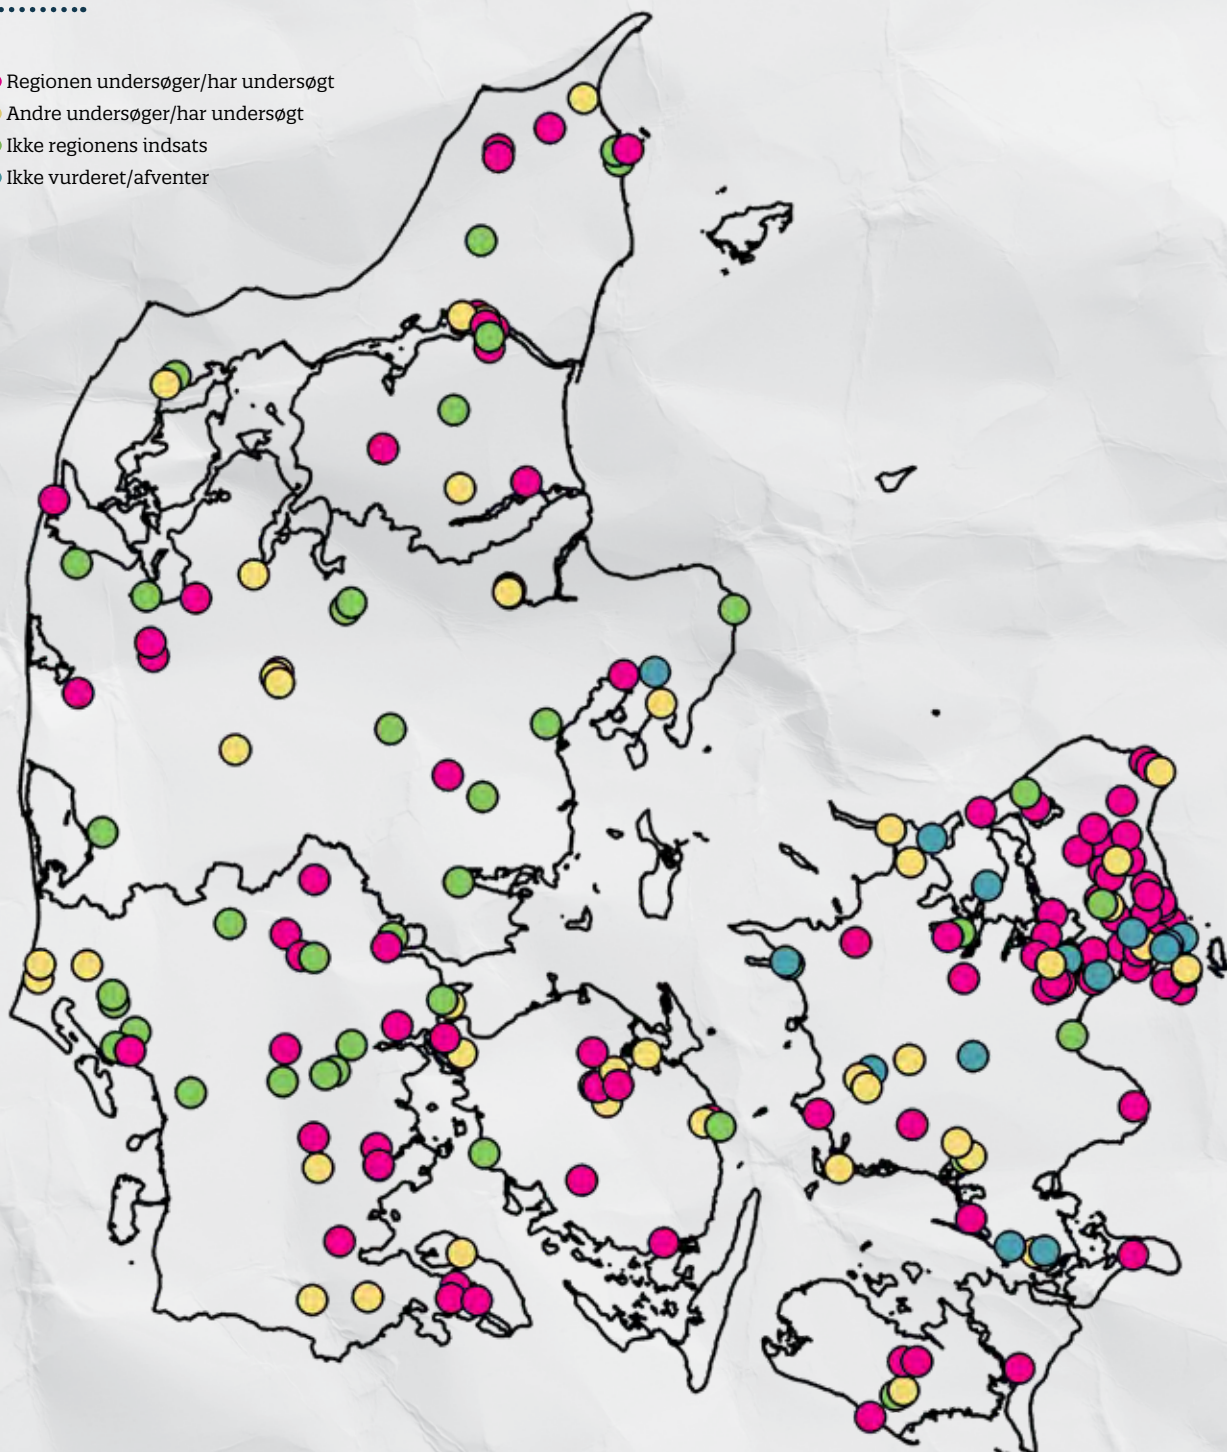 Regionen undersøger/har undersøgt
Andre undersøger/har undersøgt
Ikke regionens indsats
Ikke vurderet/afventer